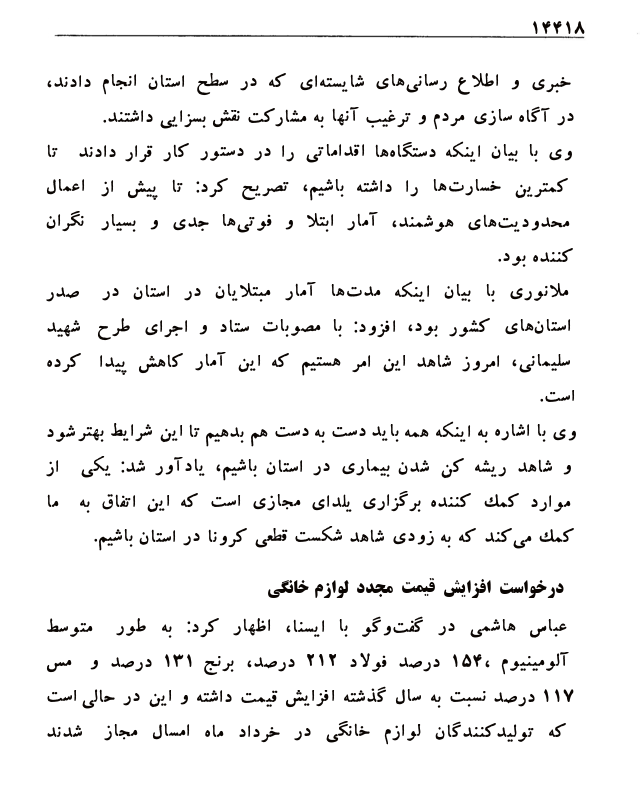 ۱۴۴۱۸
خبری و اطلاع رسانی‌های شایسته‌ای که در سطح استان انجام دادند،
در آگاه سازی مردم و ترغیب آنها به مشارکت نقش بسزایی داشتند.
وی با بیان اینکه دستگاه‌ها اقداماتی را در دستور کار قرار دادند تا
کمترین خسارت‌ها را داشته باشیم، تصریح کرد: تا پیش از اعمال
محدودیت‌های هوشمند، آمار ابتلا و فوتی‌ها جدی و بسیار نگران
کننده بود.
ملانوری با بیان اینکه مدت‌ها آمار مبتلایان در استان در صدر
استان‌های کشور بود، افزود: با مصوبات ستاد و اجرای طرح شهید
سلیمانی، امروز شاهد این امر هستیم که این آمار کاهش پیدا کرده
است.
وی با اشاره به اینکه همه باید دست به دست هم بدهیم تا این شرایط بهتر شود
و شاهد ریشه کن شدن بیماری در استان باشیم، یادآور شد: یکی از
موارد کمك کننده برگزاری یلدای مجازی است که این اتفاق به ما
کمك می‌کند که به زودی شاهد شکست قطعی کرونا در استان باشیم.
درخواست افزایش قیمت مجدد لوازم خانگی
عباس هاشمی در گفت‌وگو با ایسنا، اظهار کرد: به طور متوسط
آلومینیوم ،۱۵۴ درصد فولاد ۲۱۲ درصد، برنج ۱۳۱ درصد و مس
۱۱۷ درصد نسبت به سال گذشته افزایش قیمت داشته و این در حالی است
که تولیدکنندگان لوازم خانگی در خرداد ماه امسال مجاز شدند